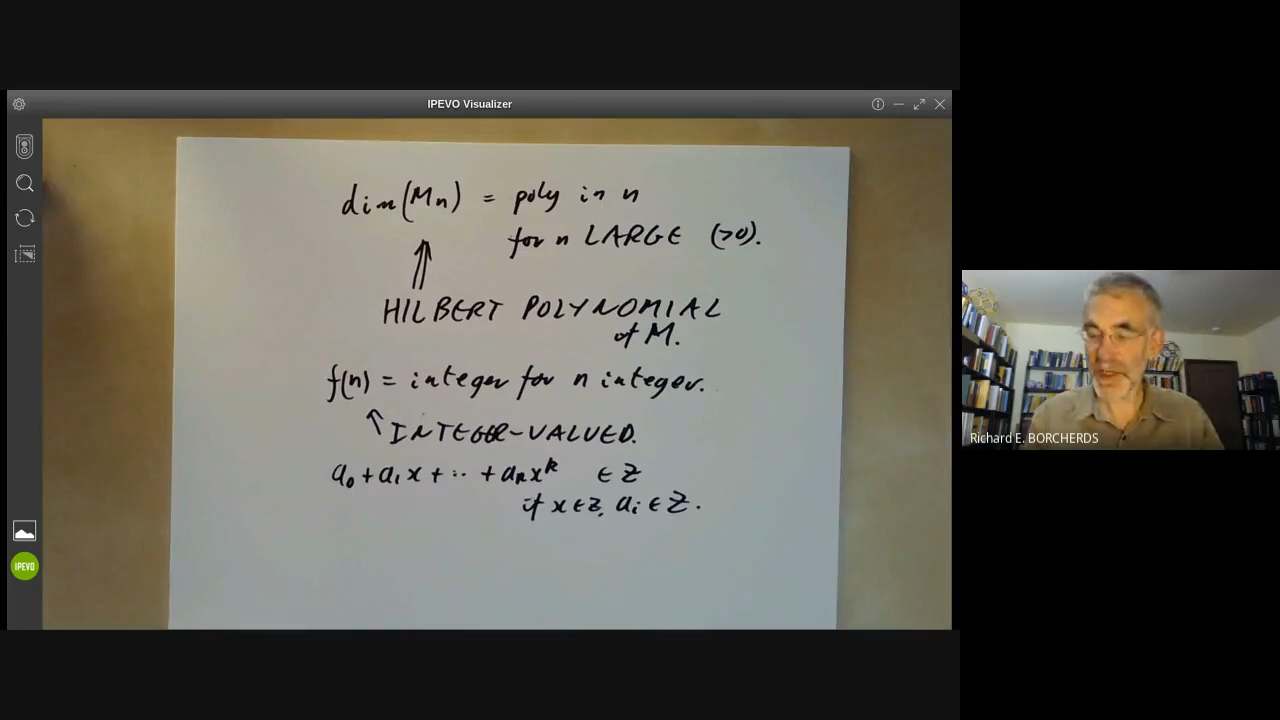 IPEVO Visualizer
dim(Mn) = poly in n
for n LARGE (>0).
HILBERT POLYNOMIAL
of M.
f(n) = integer for n integer.
INTEGER-VALUED.
a₀+a₁x+··+aₖxᵏ ∈ Z
if x∈Z, aᵢ∈Z.
Richard E. BORCHERDS
IPEVO